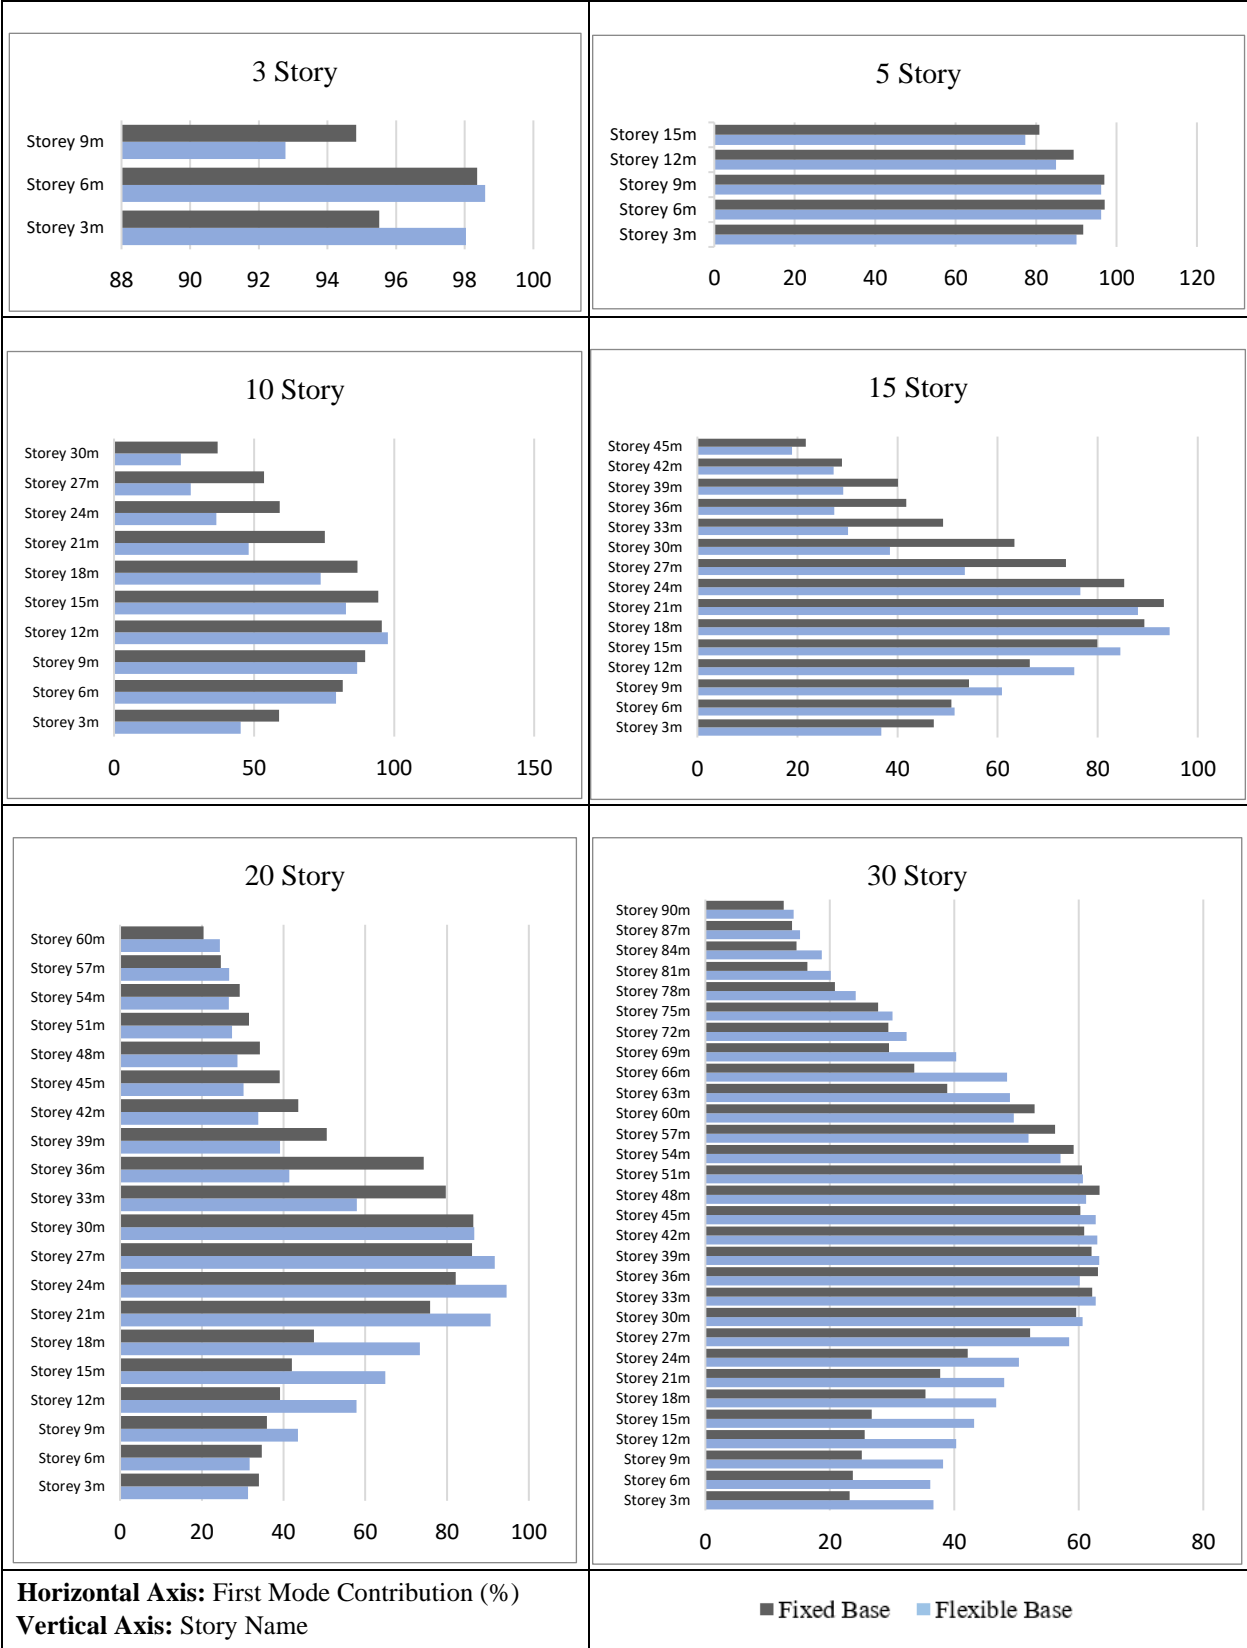 3 Story
Storey 9m
Storey 6m
Storey 3m
88 90 92 94 96 98 100
5 Story
Storey 15m
Storey 12m
Storey 9m
Storey 6m
Storey 3m
0 20 40 60 80 100 120
10 Story
Storey 30m
Storey 27m
Storey 24m
Storey 21m
Storey 18m
Storey 15m
Storey 12m
Storey 9m
Storey 6m
Storey 3m
0 50 100 150
15 Story
Storey 45m
Storey 42m
Storey 39m
Storey 36m
Storey 33m
Storey 30m
Storey 27m
Storey 24m
Storey 21m
Storey 18m
Storey 15m
Storey 12m
Storey 9m
Storey 6m
Storey 3m
0 20 40 60 80 100
20 Story
Storey 60m
Storey 57m
Storey 54m
Storey 51m
Storey 48m
Storey 45m
Storey 42m
Storey 39m
Storey 36m
Storey 33m
Storey 30m
Storey 27m
Storey 24m
Storey 21m
Storey 18m
Storey 15m
Storey 12m
Storey 9m
Storey 6m
Storey 3m
0 20 40 60 80 100
30 Story
Storey 90m
Storey 87m
Storey 84m
Storey 81m
Storey 78m
Storey 75m
Storey 72m
Storey 69m
Storey 66m
Storey 63m
Storey 60m
Storey 57m
Storey 54m
Storey 51m
Storey 48m
Storey 45m
Storey 42m
Storey 39m
Storey 36m
Storey 33m
Storey 30m
Storey 27m
Storey 24m
Storey 21m
Storey 18m
Storey 15m
Storey 12m
Storey 9m
Storey 6m
Storey 3m
0 20 40 60 80
Horizontal Axis: First Mode Contribution (%)
Vertical Axis: Story Name
Fixed Base Flexible Base